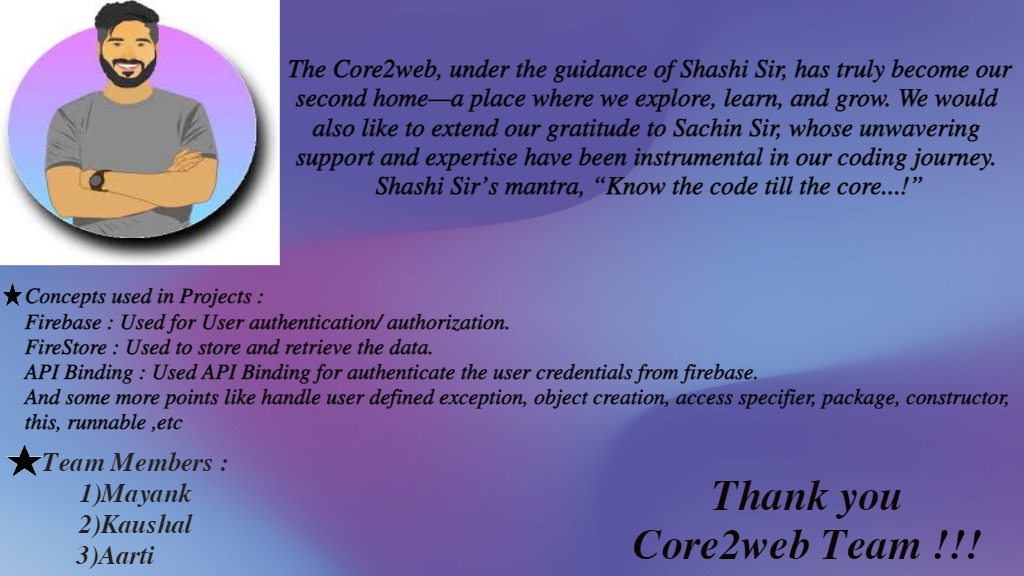 The Core2web, under the guidance of Shashi Sir, has truly become our
second home—a place where we explore, learn, and grow. We would
also like to extend our gratitude to Sachin Sir, whose unwavering
support and expertise have been instrumental in our coding journey.
Shashi Sir’s mantra, “Know the code till the core...!”
Concepts used in Projects :
Firebase : Used for User authentication/ authorization.
FireStore : Used to store and retrieve the data.
API Binding : Used API Binding for authenticate the user credentials from firebase.
And some more points like handle user defined exception, object creation, access specifier, package, constructor,
this, runnable ,etc
Team Members :
1)Mayank
2)Kaushal
3)Aarti
Thank you
Core2web Team !!!